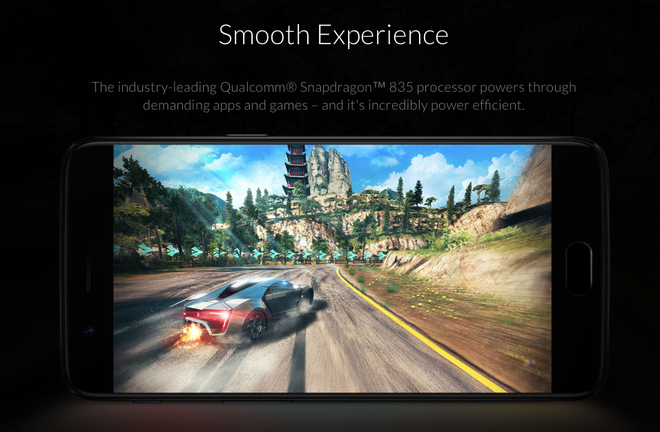 Smooth Experience
The industry-leading Qualcomm® Snapdragon™ 835 processor powers through
demanding apps and games – and it's incredibly power efficient.